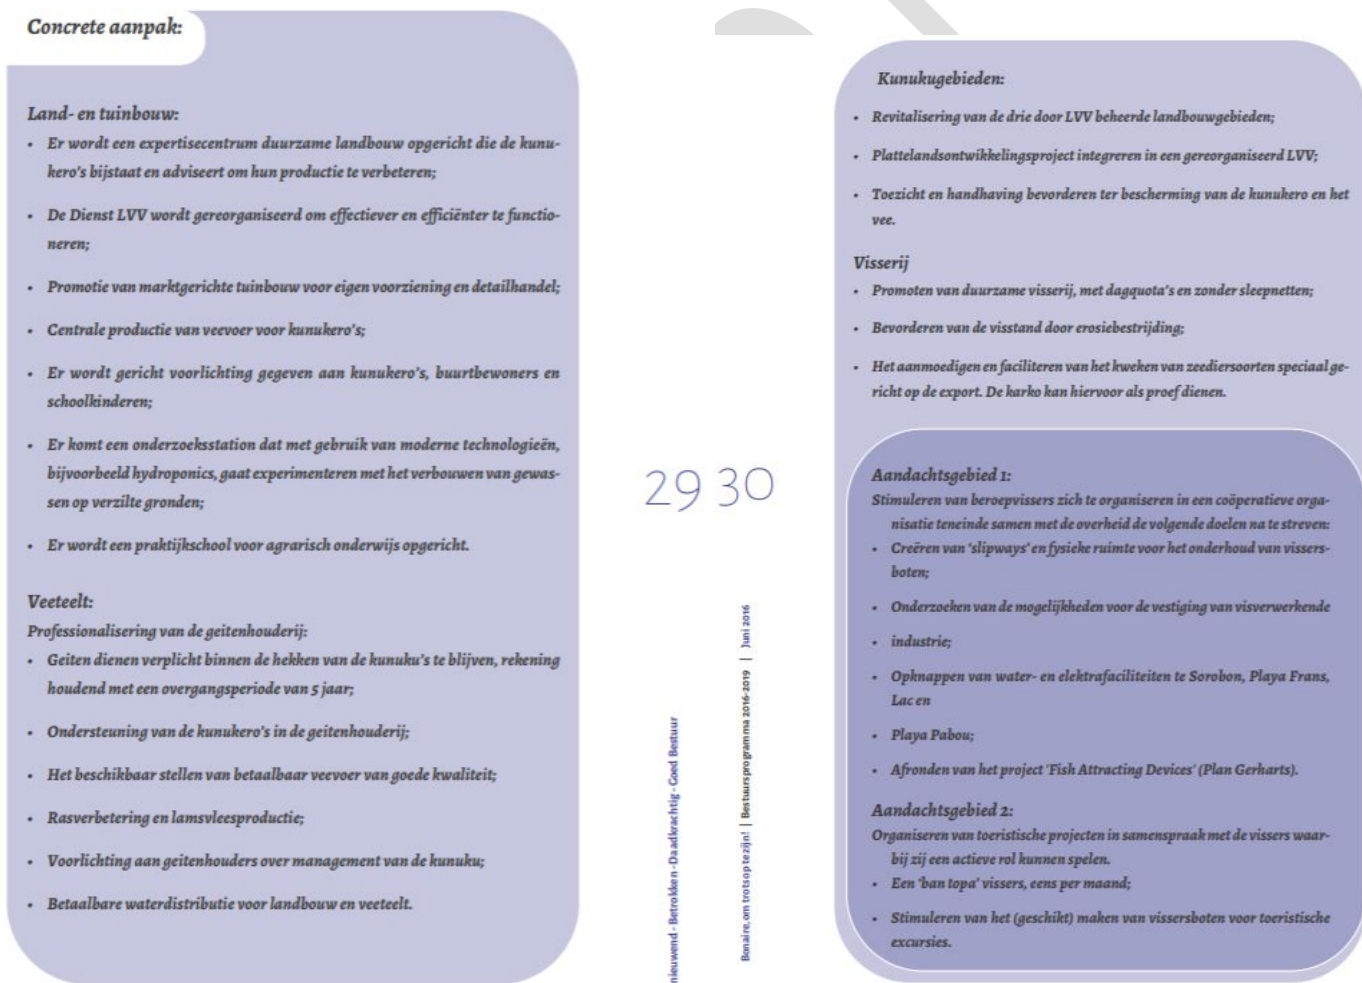 Concrete aanpak:
Land- en tuinbouw:
• Er wordt een expertisecentrum duurzame landbouw opgericht die de kunu-
kero's bijstaat en adviseert om hun productie te verbeteren;
• De Dienst LVV wordt gereorganiseerd om effectiever en efficiënter te functio-
neren;
• Promotie van marktgerichte tuinbouw voor eigen voorziening en detailhandel;
• Centrale productie van veevoer voor kunukero's;
• Er wordt gericht voorlichting gegeven aan kunukero's, buurtbewoners en
schoolkinderen;
• Er komt een onderzoeksstation dat met gebruik van moderne technologieën,
bijvoorbeeld hydroponics, gaat experimenteren met het verbouwen van gewas-
sen op verzilte gronden;
• Er wordt een praktijkschool voor agrarisch onderwijs opgericht.
Veeteelt:
Professionalisering van de geitenhouderij:
• Geiten dienen verplicht binnen de hekken van de kunuku's te blijven, rekening
houdend met een overgangsperiode van 5 jaar;
• Ondersteuning van de kunukero's in de geitenhouderij;
• Het beschikbaar stellen van betaalbaar veevoer van goede kwaliteit;
• Rasverbetering en lamsvleesproductie;
• Voorlichting aan geitenhouders over management van de kunuku;
• Betaalbare waterdistributie voor landbouw en veeteelt.
29
nieuwend - Betrokken - Daadkrachtig - Goed Bestuur
30
Bonaire, om trots op te zijn! | Bestuursprogramma 2016-2019 | Juni 2016
Kunukugebieden:
• Revitalisering van de drie door LVV beheerde landbouwgebieden;
• Plattelandsontwikkelingsproject integreren in een gereorganiseerd LVV;
• Toezicht en handhaving bevorderen ter bescherming van de kunukero en het
vee.
Visserij
• Promoten van duurzame visserij, met dagquota's en zonder sleepnetten;
• Bevorderen van de visstand door erosiebestrijding;
• Het aanmoedigen en faciliteren van het kweken van zeediersoorten speciaal ge-
richt op de export. De karko kan hiervoor als proef dienen.
Aandachtsgebied 1:
Stimuleren van beroepvissers zich te organiseren in een coöperatieve orga-
nisatie teneinde samen met de overheid de volgende doelen na te streven:
• Creëren van 'slipways' en fysieke ruimte voor het onderhoud van vissers-
boten;
• Onderzoeken van de mogelijkheden voor de vestiging van visverwerkende
• industrie;
• Opknappen van water- en elektrafaciliteiten te Sorobon, Playa Frans,
Lac en
• Playa Pabou;
• Afronden van het project 'Fish Attracting Devices' (Plan Gerharts).
Aandachtsgebied 2:
Organiseren van toeristische projecten in samenspraak met de vissers waar-
bij zij een actieve rol kunnen spelen.
• Een 'ban topa' vissers, eens per maand;
• Stimuleren van het (geschikt) maken van vissersboten voor toeristische
excursies.